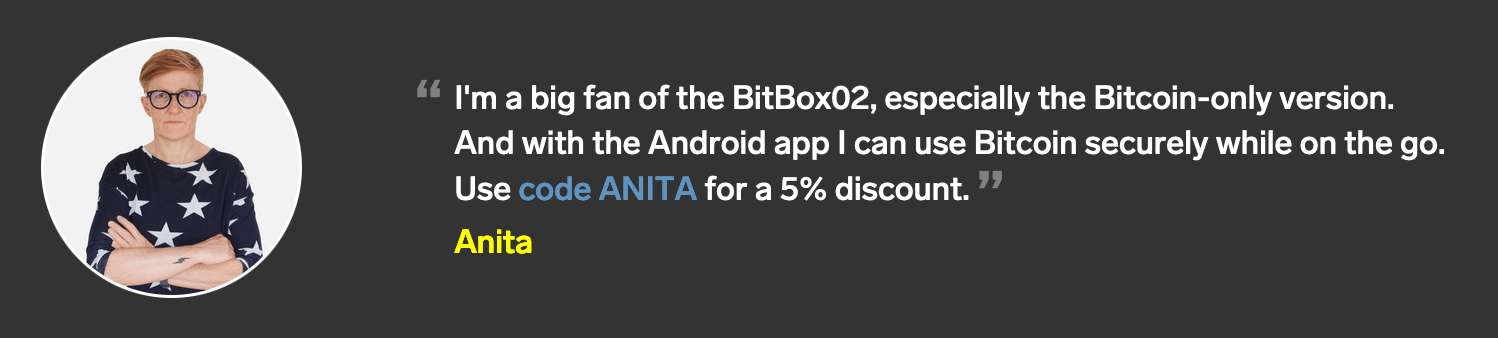 “ I'm a big fan of the BitBox02, especially the Bitcoin-only version.
And with the Android app I can use Bitcoin securely while on the go.
Use code ANITA for a 5% discount. ”
Anita